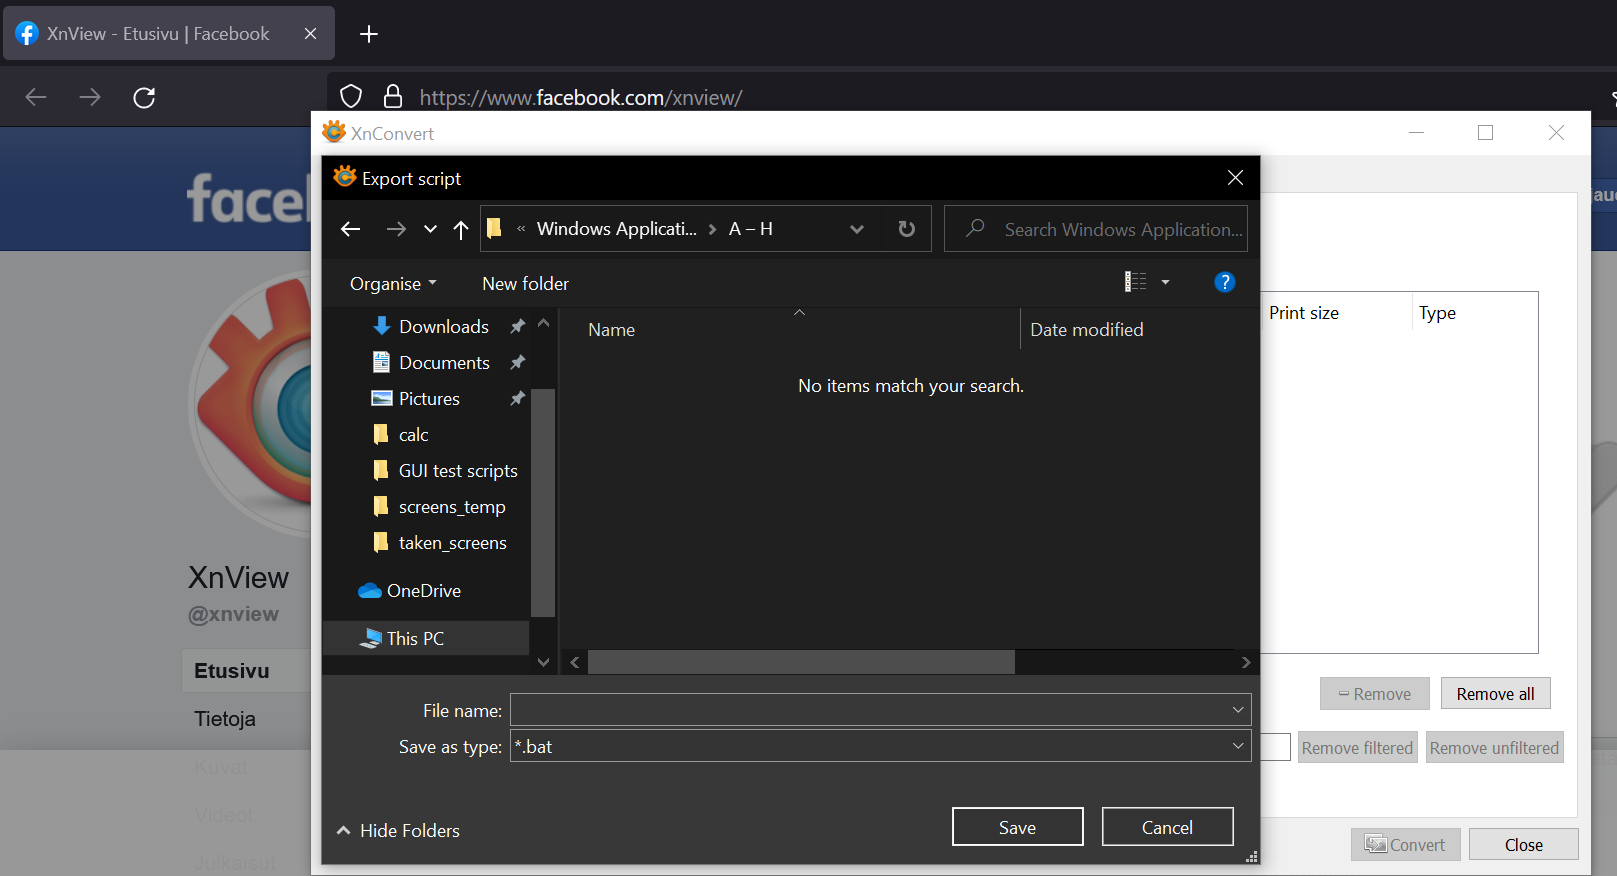 XnView - Etusivu | Facebook
https://www.facebook.com/xnview/
XnConvert
Export script
« Windows Applicati... > A – H
Search Windows Application...
Organise
New folder
?
Downloads
Documents
Pictures
calc
GUI test scripts
screens_temp
taken_screens
OneDrive
This PC
Name
Date modified
No items match your search.
File name:
Save as type: *.bat
Hide Folders
Save
Cancel
Print size
Type
Remove
Remove all
Remove filtered
Remove unfiltered
Convert
Close
faceb
XnView
@xnview
Etusivu
Tietoja
Kuvat
Videot
Julkaisut